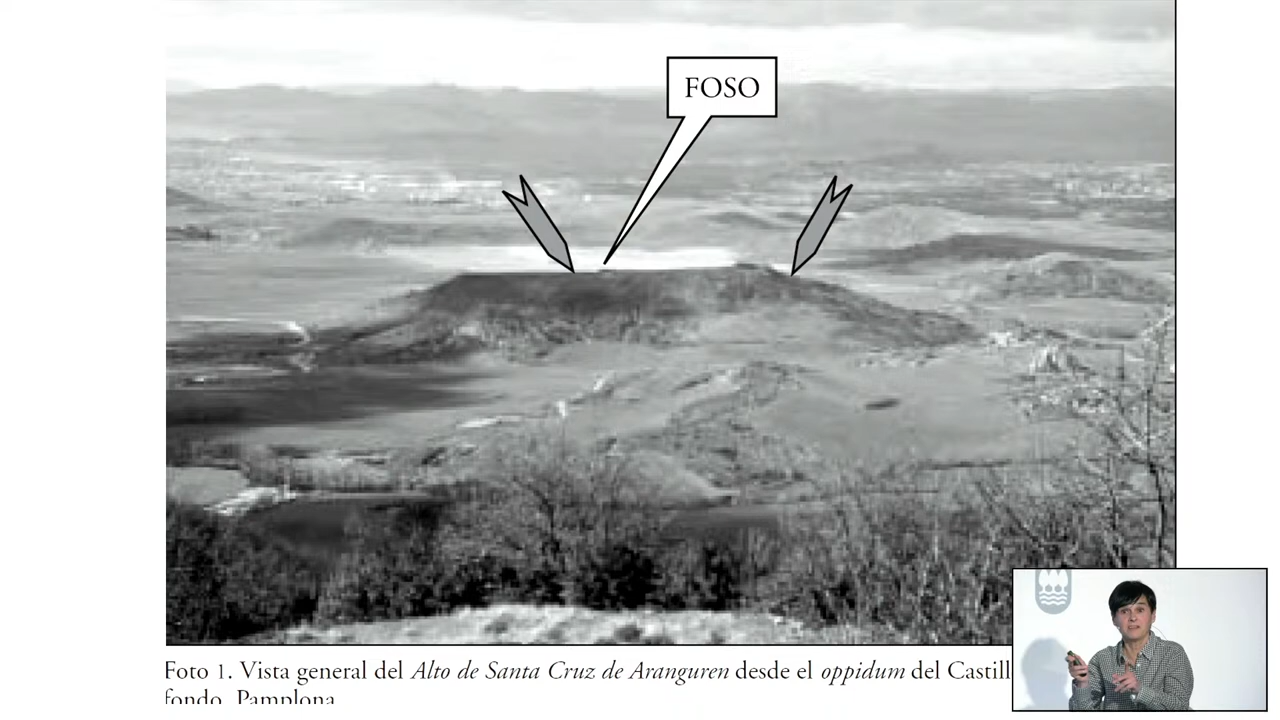 FOSO
Foto 1. Vista general del Alto de Santa Cruz de Aranguren desde el oppidum del Castill
fondo, Pamplona